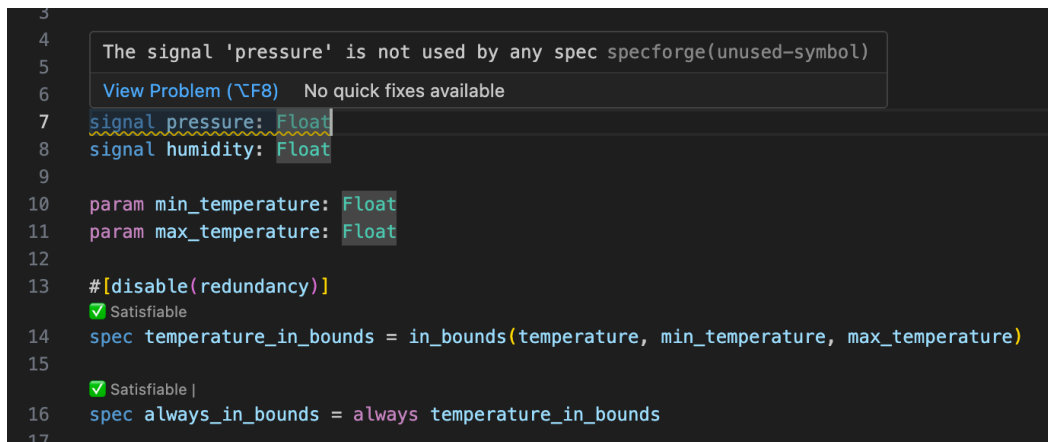 3
4
The signal 'pressure' is not used by any spec specforge(unused-symbol)
5
6
View Problem (⌥F8) No quick fixes available
7 signal pressure: Float
8 signal humidity: Float
9
10 param min_temperature: Float
11 param max_temperature: Float
12
13 #[disable(redundancy)]
✅ Satisfiable
14 spec temperature_in_bounds = in_bounds(temperature, min_temperature, max_temperature)
15
✅ Satisfiable |
16 spec always_in_bounds = always temperature_in_bounds
17